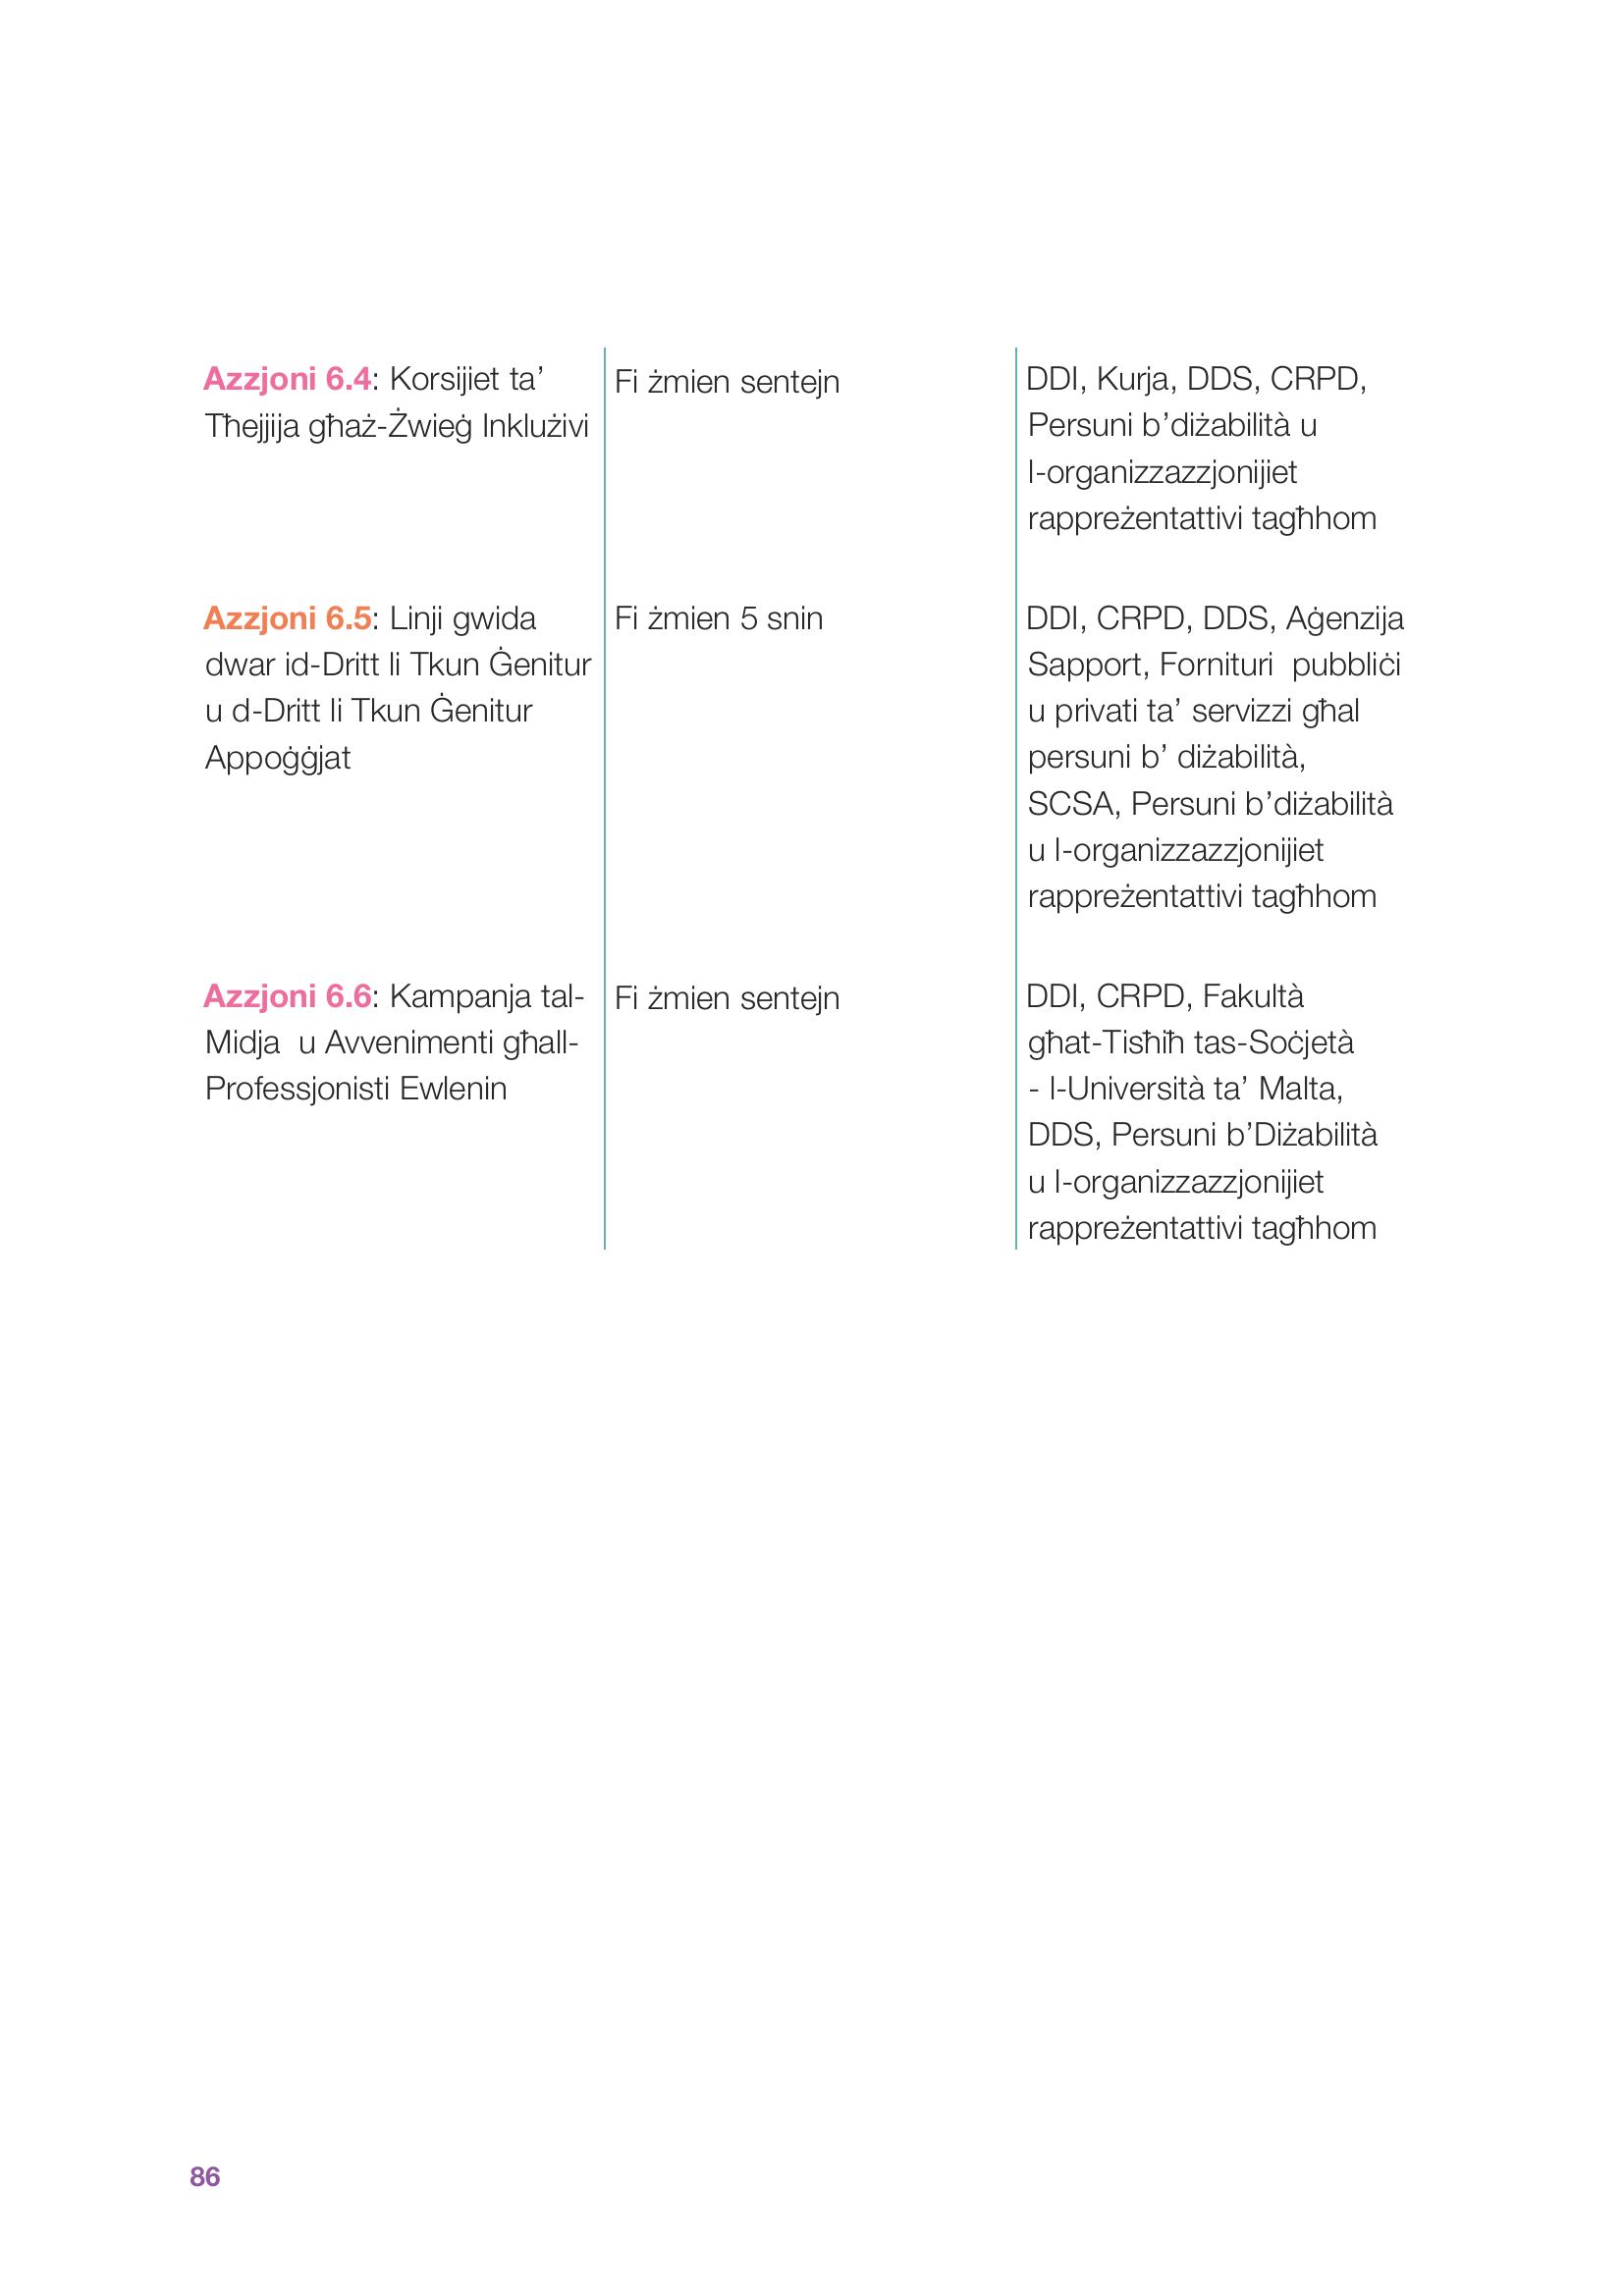 Azzjoni 6.4: Korsijiet ta’
Tħejjija għaż-Żwieġ Inklużivi
Fi żmien sentejn
DDI, Kurja, DDS, CRPD,
Persuni b’diżabilità u
l-organizzazzjonijiet
rappreżentattivi tagħhom
Azzjoni 6.5: Linji gwida
dwar id-Dritt li Tkun Ġenitur
u d-Dritt li Tkun Ġenitur
Appoġġjat
Fi żmien 5 snin
DDI, CRPD, DDS, Aġenzija
Sapport, Fornituri  pubbliċi
u privati ta’ servizzi għal
persuni b’ diżabilità,
SCSA, Persuni b’diżabilità
u l-organizzazzjonijiet
rappreżentattivi tagħhom
Azzjoni 6.6: Kampanja tal-
Midja  u Avvenimenti għall-
Professjonisti Ewlenin
Fi żmien sentejn
DDI, CRPD, Fakultà
għat-Tisħiħ tas-Soċjetà
- l-Università ta’ Malta,
DDS, Persuni b’Diżabilità
u l-organizzazzjonijiet
rappreżentattivi tagħhom
86